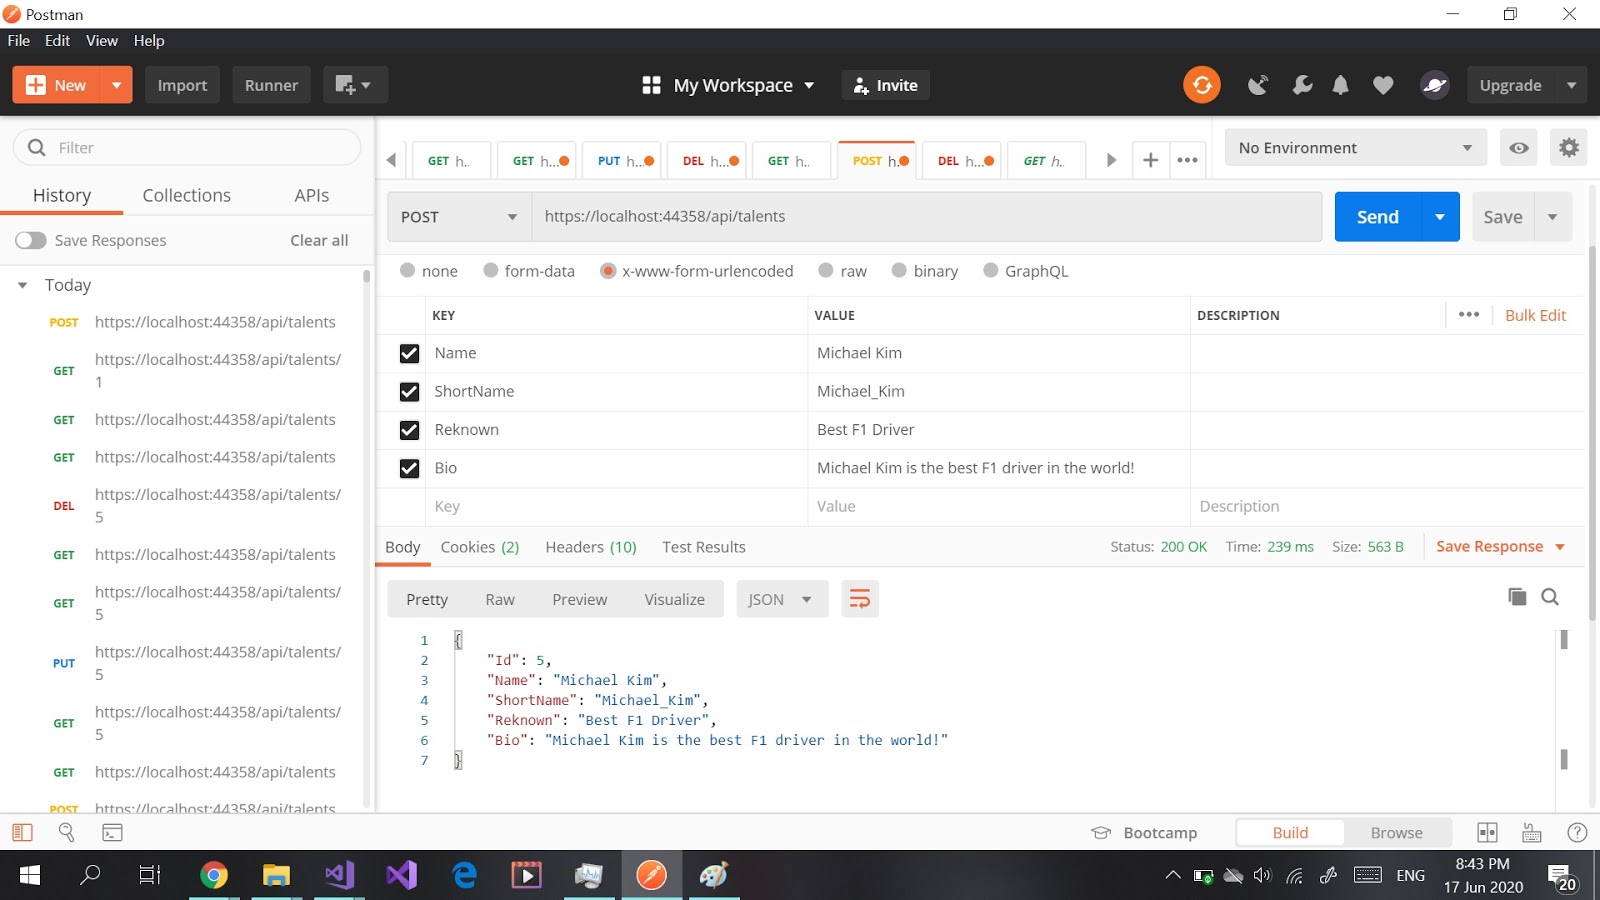 Postman
File Edit View Help
New Import Runner My Workspace Invite Upgrade
Filter
History Collections APIs
Save Responses Clear all
Today
POST https://localhost:44358/api/talents
GET https://localhost:44358/api/talents/
1
GET https://localhost:44358/api/talents
GET https://localhost:44358/api/talents
DEL https://localhost:44358/api/talents/
5
GET https://localhost:44358/api/talents
GET https://localhost:44358/api/talents/
5
PUT https://localhost:44358/api/talents/
5
GET https://localhost:44358/api/talents/
5
GET https://localhost:44358/api/talents
POST https://localhost:44358/api/talents
GET h.. GET h... PUT h... DEL h... GET h.. POST h. DEL h... GET h. No Environment
POST https://localhost:44358/api/talents Send Save
none form-data x-www-form-urlencoded raw binary GraphQL
KEY VALUE DESCRIPTION Bulk Edit
Name Michael Kim
ShortName Michael_Kim
Reknown Best F1 Driver
Bio Michael Kim is the best F1 driver in the world!
Key Value Description
Body Cookies (2) Headers (10) Test Results Status: 200 OK Time: 239 ms Size: 563 B Save Response
Pretty Raw Preview Visualize JSON
1 {
2 "Id": 5,
3 "Name": "Michael Kim",
4 "ShortName": "Michael_Kim",
5 "Reknown": "Best F1 Driver",
6 "Bio": "Michael Kim is the best F1 driver in the world!"
7 }
Bootcamp Build Browse
ENG 8:43 PM
17 Jun 2020 20